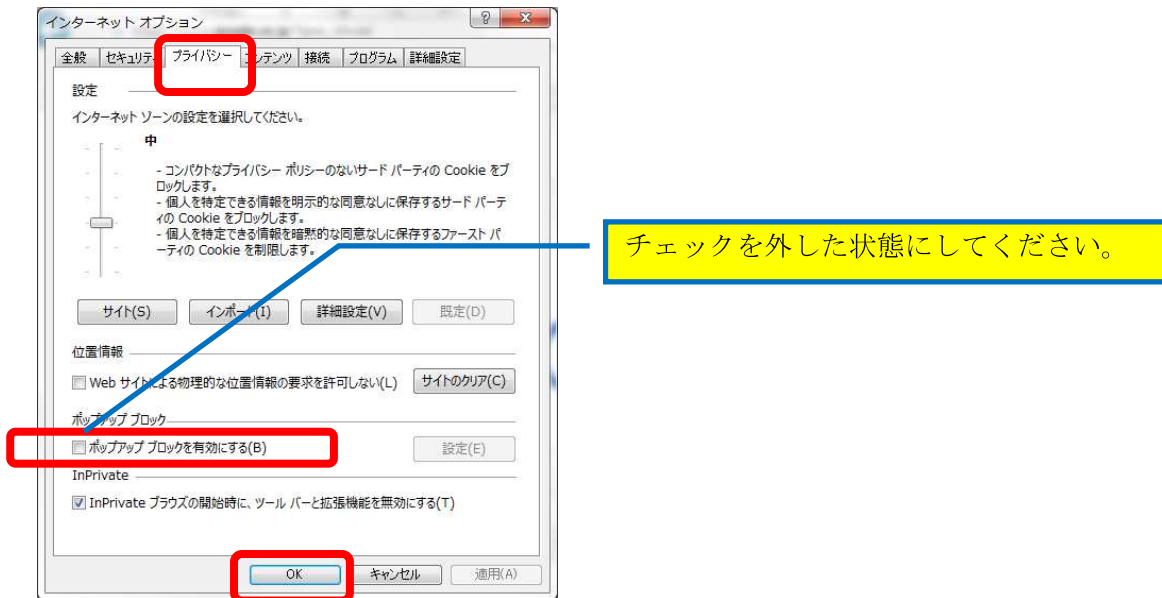 インターネット オプション
全般 セキュリティ プライバシー コンテンツ 接続 プログラム 詳細設定
設定
インターネット ゾーンの設定を選択してください。
中
- コンパクトなプライバシー ポリシーのないサード パーティの Cookie をブ
ロックします。
- 個人を特定できる情報を明示的な同意なしに保存するサード パーテ
ィの Cookie をブロックします。
- 個人を特定できる情報を暗黙的な同意なしに保存するファースト パ
ーティの Cookie を制限します。
チェックを外した状態にしてください。
サイト(S) インポート(I) 詳細設定(V) 既定(D)
位置情報
Web サイトによる物理的な位置情報の要求を許可しない(L) サイトのクリア(C)
ポップアップ ブロック
ポップアップ ブロックを有効にする(B) 設定(E)
InPrivate
InPrivate ブラウズの開始時に、ツール バーと拡張機能を無効にする(T)
OK キャンセル 適用(A)